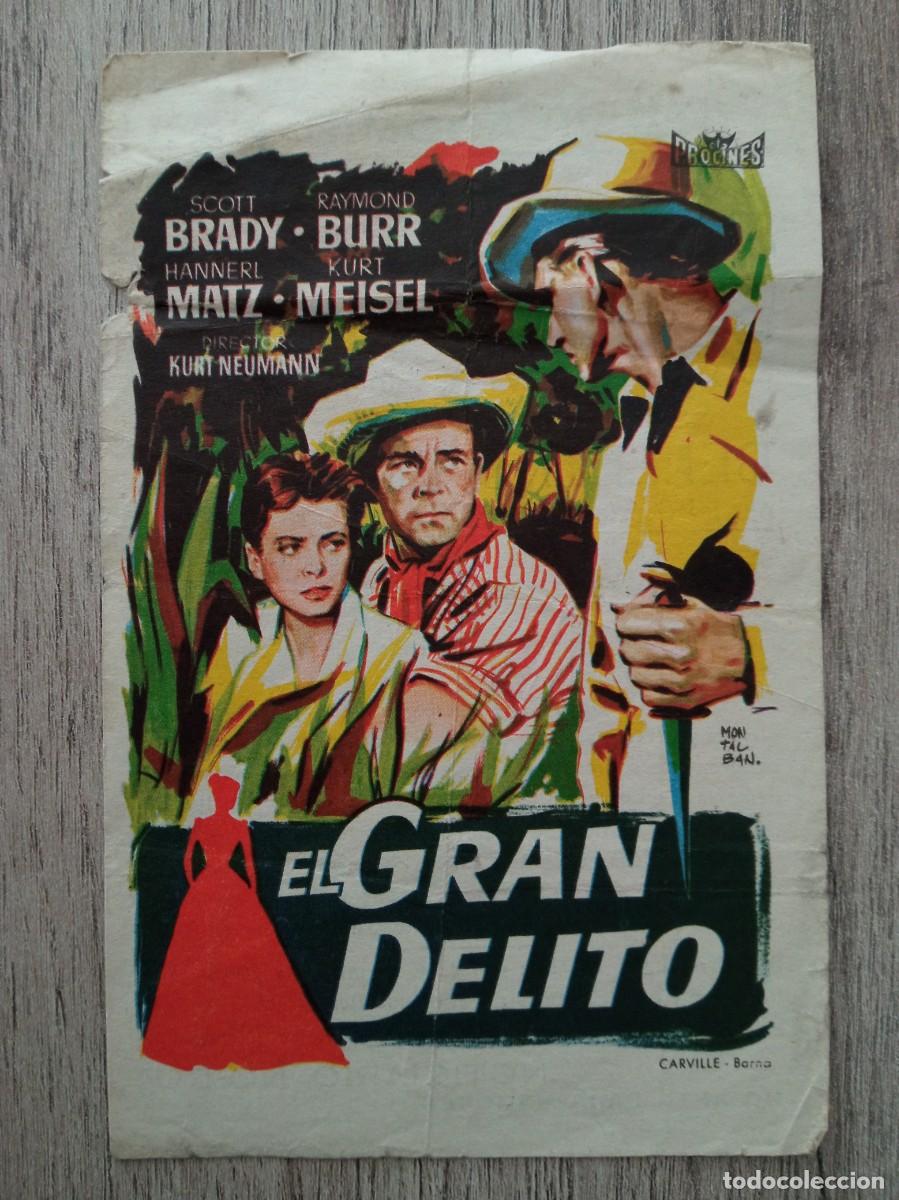 PROCINES
SCOTT RAYMOND
BRADY • BURR
HANNERL KURT
MATZ • MEISEL
DIRECTOR
KURT NEUMANN
MON
TAL
BAN.
EL GRAN
DELITO
CARVILLE - Barna
todocoleccion